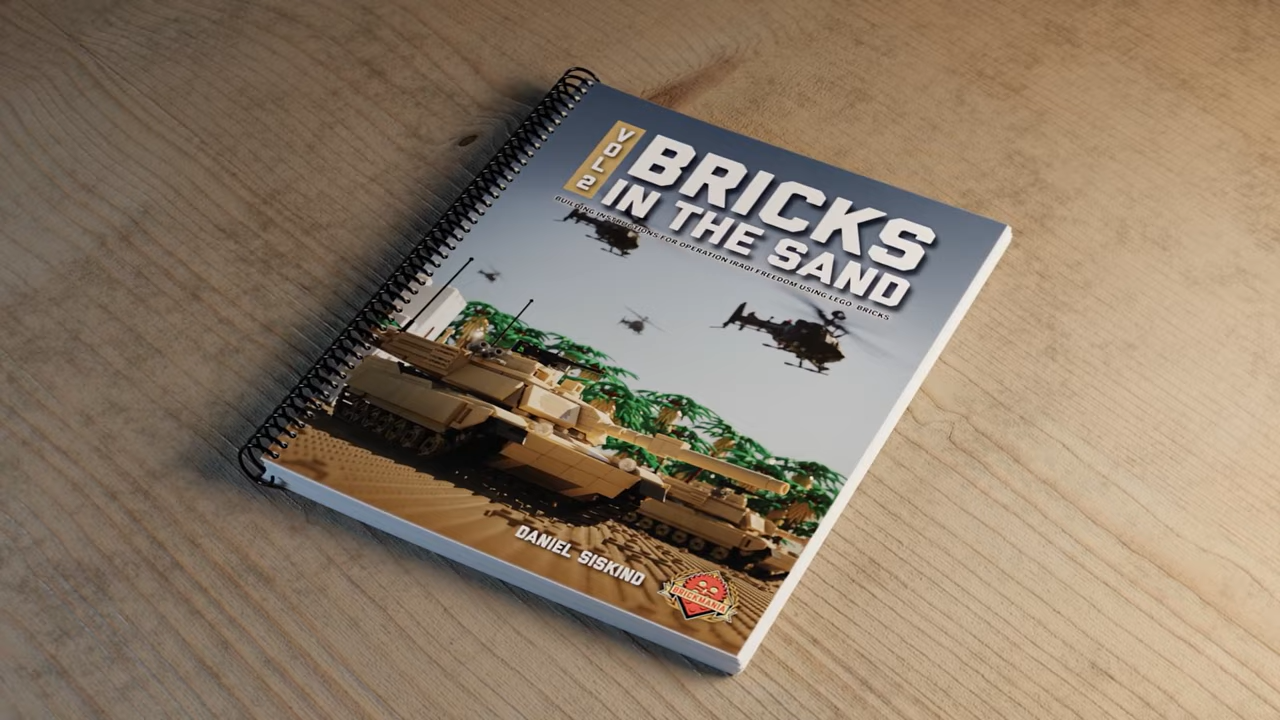 VOL 2
BRICKS
IN THE SAND
BUILDING INSTRUCTIONS FOR OPERATION IRAQI FREEDOM USING LEGO BRICKS
DANIEL SISKIND
BRICKMANIA